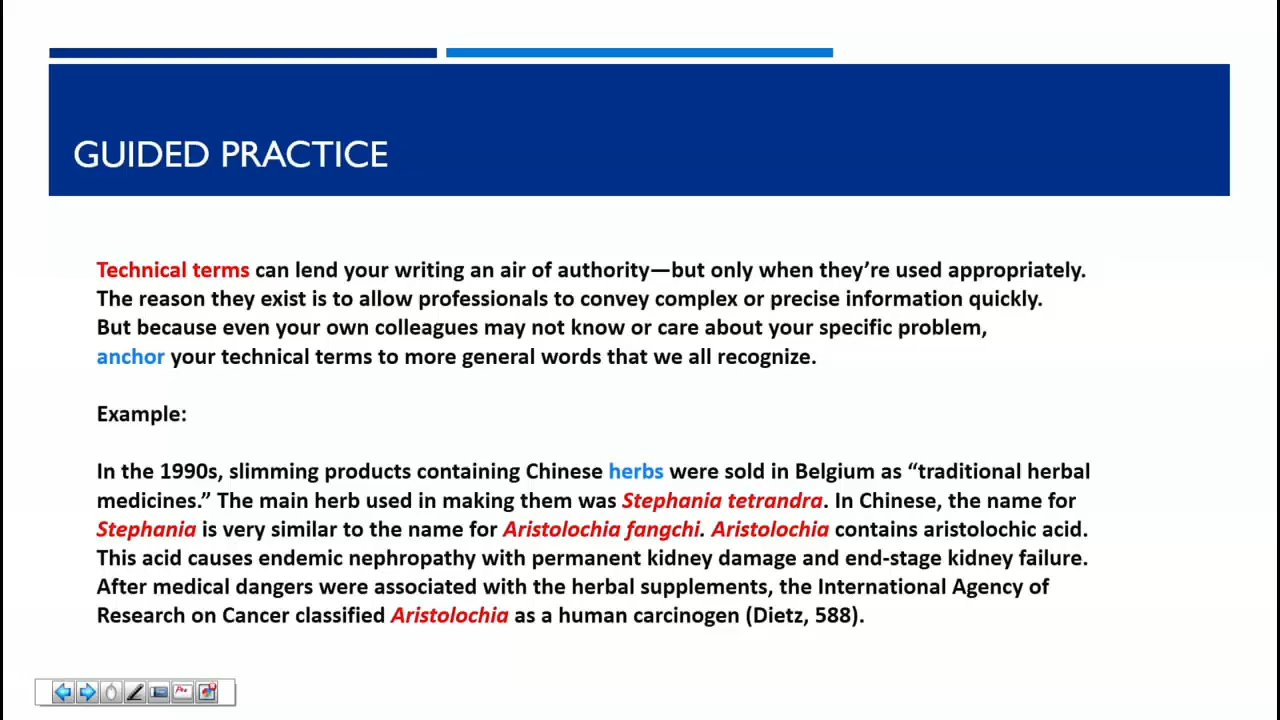 GUIDED PRACTICE
Technical terms can lend your writing an air of authority—but only when they’re used appropriately.
The reason they exist is to allow professionals to convey complex or precise information quickly.
But because even your own colleagues may not know or care about your specific problem,
anchor your technical terms to more general words that we all recognize.
Example:
In the 1990s, slimming products containing Chinese herbs were sold in Belgium as “traditional herbal
medicines.” The main herb used in making them was Stephania tetrandra. In Chinese, the name for
Stephania is very similar to the name for Aristolochia fangchi. Aristolochia contains aristolochic acid.
This acid causes endemic nephropathy with permanent kidney damage and end-stage kidney failure.
After medical dangers were associated with the herbal supplements, the International Agency of
Research on Cancer classified Aristolochia as a human carcinogen (Dietz, 588).